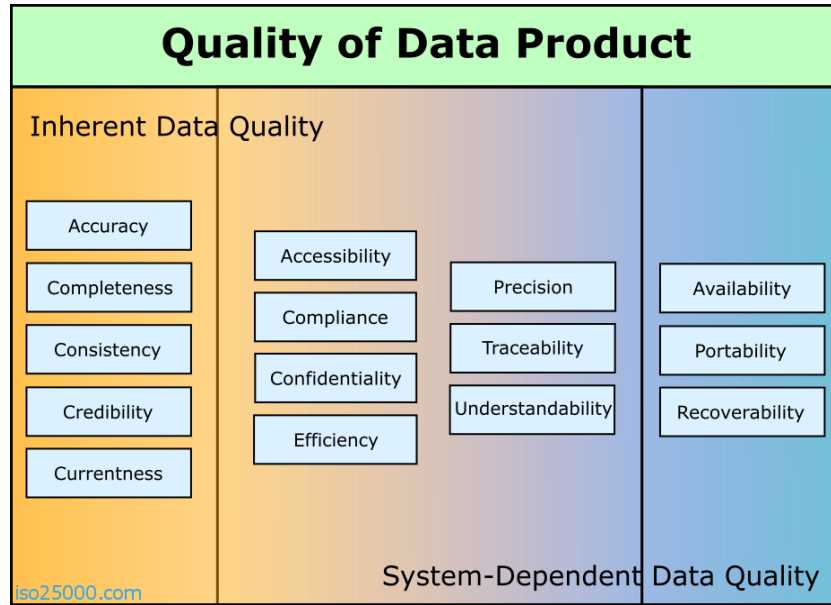 Quality of Data Product
Inherent Data Quality
Accuracy
Completeness
Consistency
Credibility
Currentness
Accessibility
Compliance
Confidentiality
Efficiency
Precision
Traceability
Understandability
Availability
Portability
Recoverability
System-Dependent Data Quality
iso25000.com